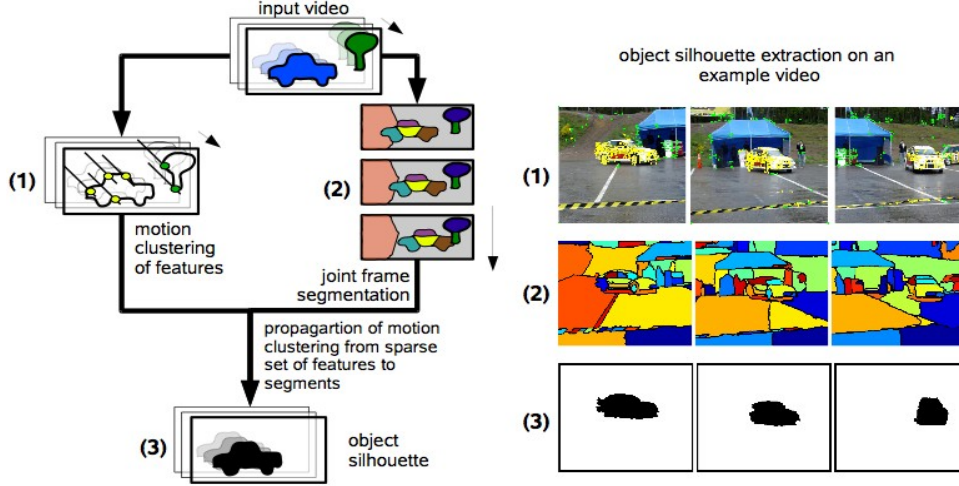 input video
(1)
(2)
motion
clustering
of features
joint frame
segmentation
propagartion of motion
clustering from sparse
set of features to
segments
(3)
object
silhouette
object silhouette extraction on an
example video
(1)
(2)
(3)